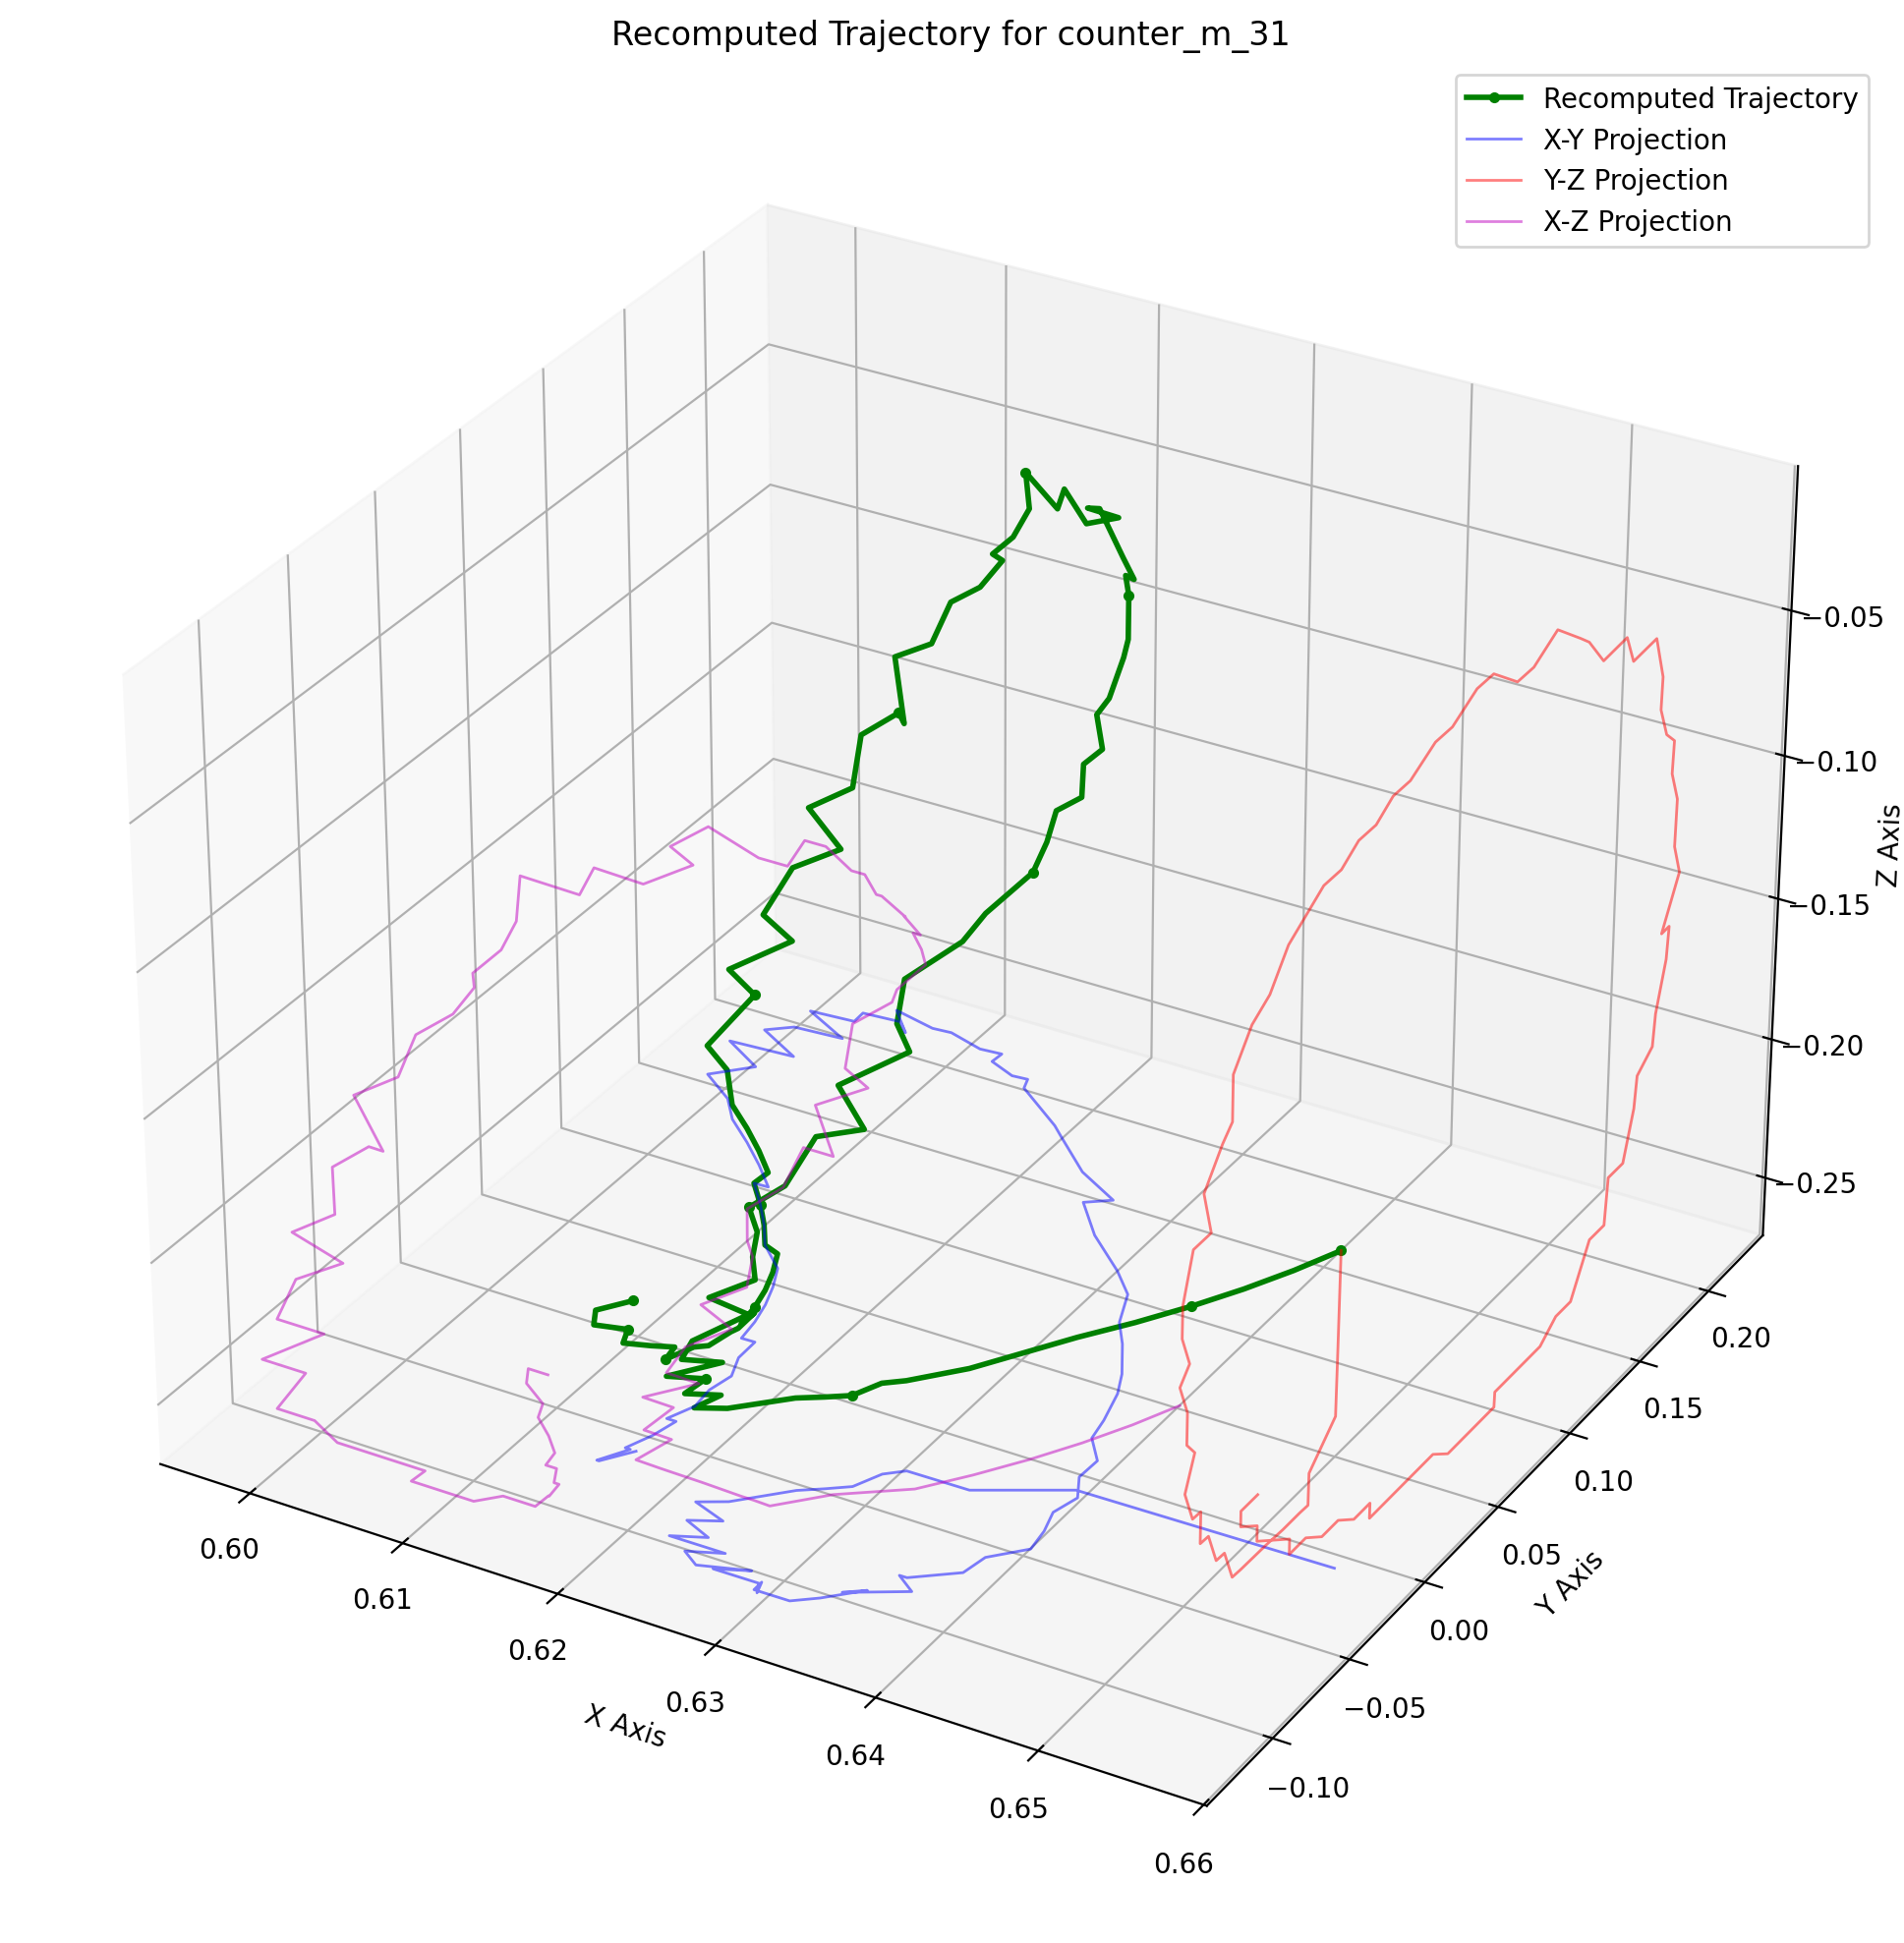 Recomputed Trajectory for counter_m_31
Recomputed Trajectory
X-Y Projection
Y-Z Projection
X-Z Projection
−0.05
−0.10
−0.15
−0.20
−0.25
Z Axis
0.20
0.15
0.10
0.05
0.00
−0.05
−0.10
Y Axis
0.60
0.61
0.62
0.63
0.64
0.65
0.66
X Axis